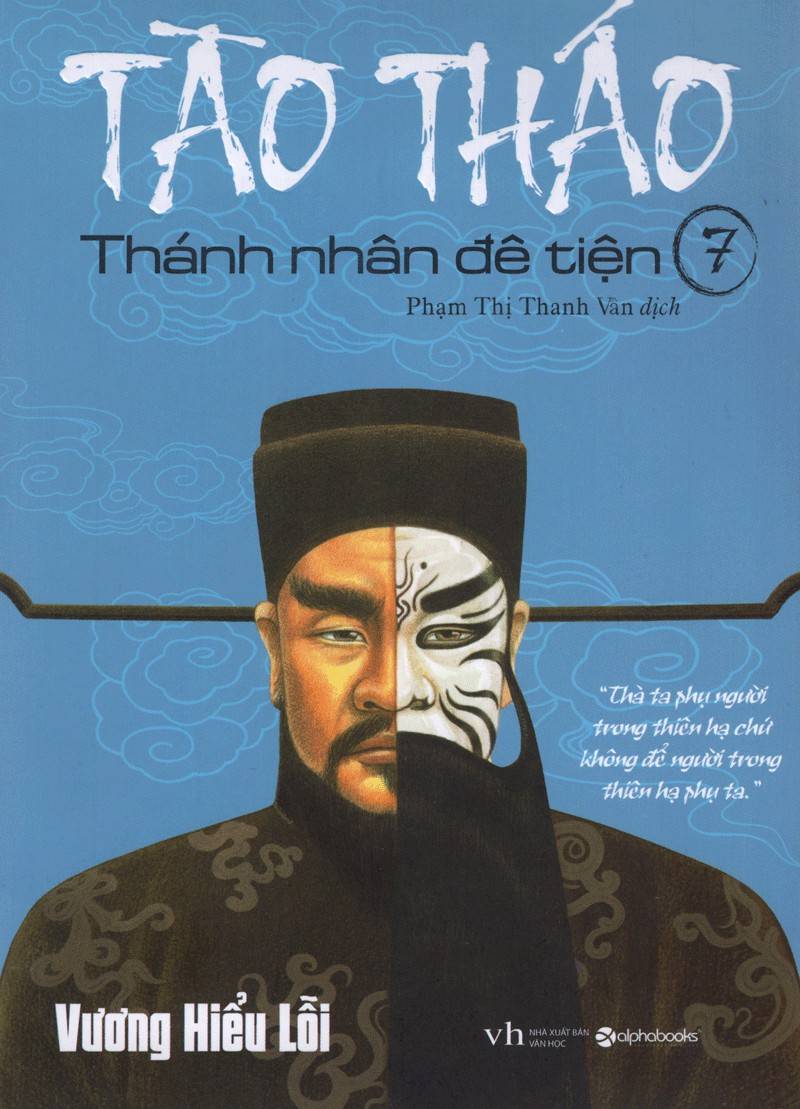 TÀO THÁO
Thánh nhân đê tiện 7
Phạm Thị Thanh Vân dịch
"Thà ta phụ người
trong thiên hạ chứ
không để người trong
thiên hạ phụ ta."
Vương Hiểu Lỗi
vh NHÀ XUẤT BẢN
VĂN HỌC
alphabooks